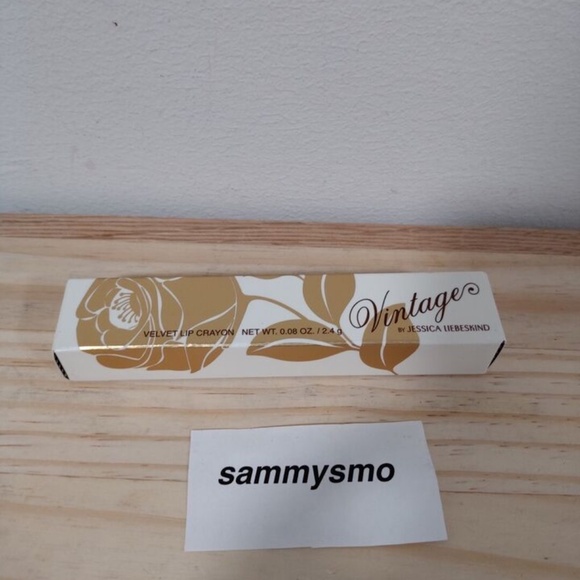 Vintage
BY JESSICA LIEBESKIND
VELVET LIP CRAYON NET WT. 0.08 OZ. / 2.4 g
sammysmo